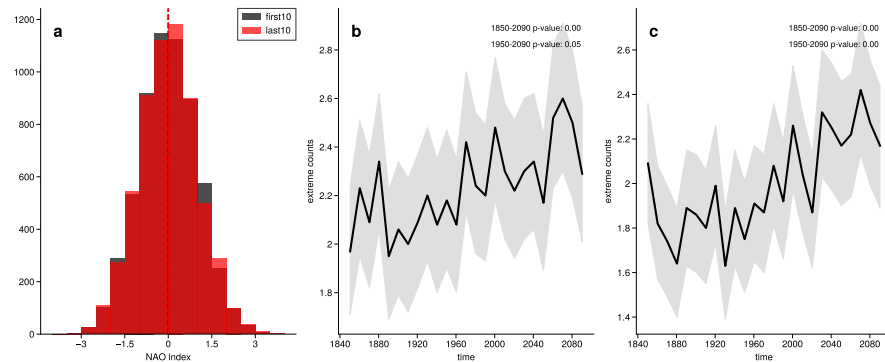 a
first10
last10
1200
1000
800
600
400
200
0
−3
−1.5
0
1.5
3
NAO index
b
1850-2090 p-value: 0.00
1950-2090 p-value: 0.05
2.8
2.6
2.4
2.2
2
1.8
extreme counts
1840
1880
1920
1960
2000
2040
2080
time
c
1850-2090 p-value: 0.00
1950-2090 p-value: 0.00
2.6
2.4
2.2
2
1.8
1.6
1.4
extreme counts
1840
1880
1920
1960
2000
2040
2080
time